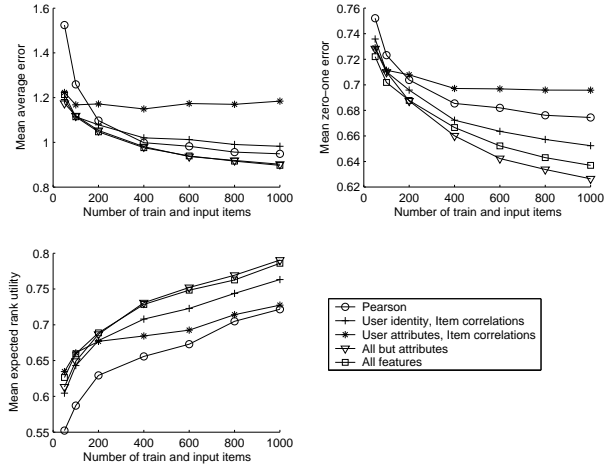 1.6
1.4
1.2
1
0.8
Mean average error
0 200 400 600 800 1000
Number of train and input items
0.76
0.74
0.72
0.7
0.68
0.66
0.64
0.62
Mean zero−one error
0 200 400 600 800 1000
Number of train and input items
0.8
0.75
0.7
0.65
0.6
0.55
Mean expected rank utility
0 200 400 600 800 1000
Number of train and input items
Pearson
User identity, Item correlations
User attributes, Item correlations
All but attributes
All features